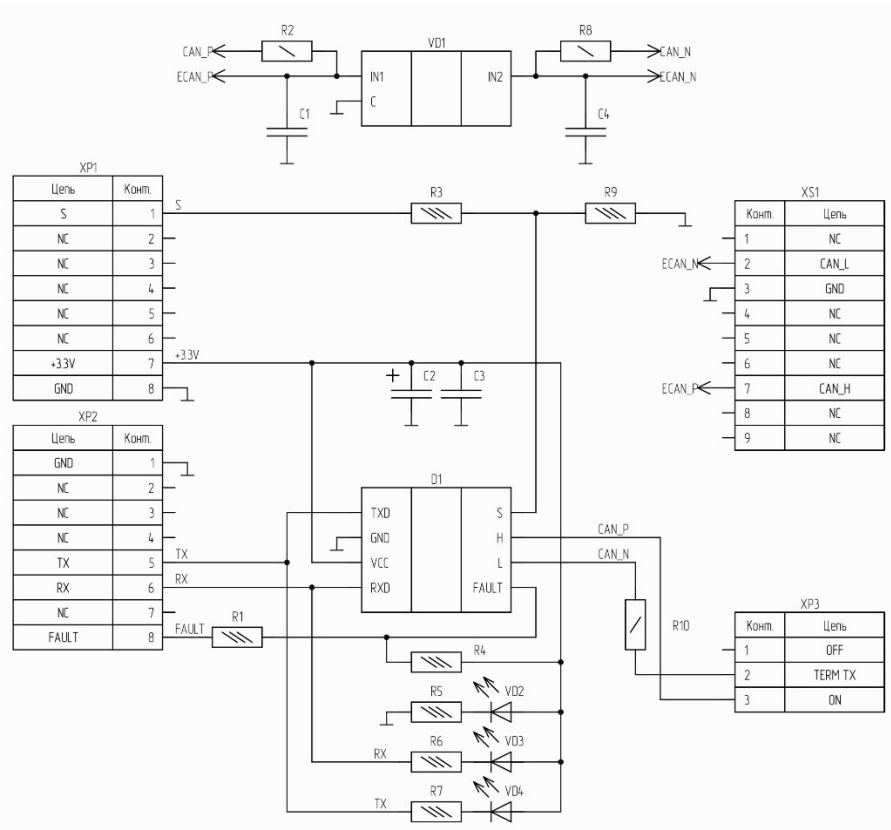 R2 R8
CAN_P VD1 CAN_N
ECAN_P IN1 IN2 ECAN_N
C
C1 C4
XP1
Цепь Конт.
S 1 S
NC 2
NC 3
NC 4
NC 5
NC 6
+3.3V 7 +3.3V
GND 8
R3 R9
XS1
Конт. Цепь
1 NC
ECAN_N 2 CAN_L
3 GND
4 NC
5 NC
6 NC
ECAN_P 7 CAN_H
8 NC
9 NC
+ C2 C3
XP2
Цепь Конт.
GND 1
NC 2
NC 3
NC 4
TX 5 TX
RX 6 RX
NC 7
FAULT 8 FAULT
R1
D1
TXD S
GND H CAN_P
VCC L CAN_N
RXD FAULT
R10
XP3
Конт. Цепь
1 OFF
2 TERM TX
3 ON
R4
R5 VD2
RX R6 VD3
TX R7 VD4